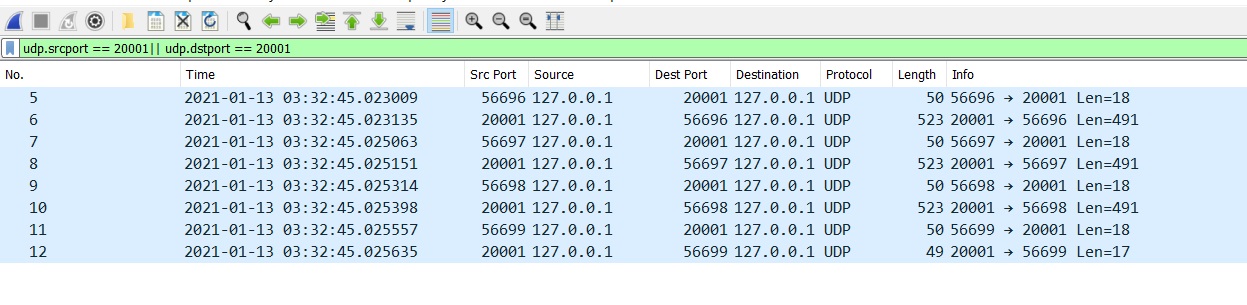 udp.srcport == 20001|| udp.dstport == 20001
No. Time Src Port Source Dest Port Destination Protocol Length Info
5 2021-01-13 03:32:45.023009 56696 127.0.0.1 20001 127.0.0.1 UDP 50 56696 → 20001 Len=18
6 2021-01-13 03:32:45.023135 20001 127.0.0.1 56696 127.0.0.1 UDP 523 20001 → 56696 Len=491
7 2021-01-13 03:32:45.025063 56697 127.0.0.1 20001 127.0.0.1 UDP 50 56697 → 20001 Len=18
8 2021-01-13 03:32:45.025151 20001 127.0.0.1 56697 127.0.0.1 UDP 523 20001 → 56697 Len=491
9 2021-01-13 03:32:45.025314 56698 127.0.0.1 20001 127.0.0.1 UDP 50 56698 → 20001 Len=18
10 2021-01-13 03:32:45.025398 20001 127.0.0.1 56698 127.0.0.1 UDP 523 20001 → 56698 Len=491
11 2021-01-13 03:32:45.025557 56699 127.0.0.1 20001 127.0.0.1 UDP 50 56699 → 20001 Len=18
12 2021-01-13 03:32:45.025635 20001 127.0.0.1 56699 127.0.0.1 UDP 49 20001 → 56699 Len=17